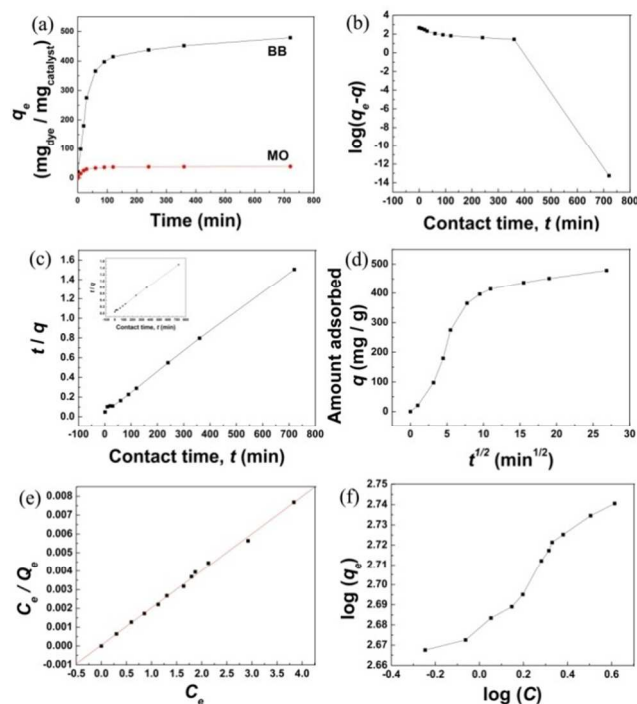 (a)
500
400
300
200
100
0
0 100 200 300 400 500 600 700 800
q_e
(mg_dye / mg_catalyst)
Time (min)
BB
MO
(b)
4
2
0
-2
-4
-6
-8
-10
-12
-14
-100 0 100 200 300 400 500 600 700 800
log(q_e-q)
Contact time, t (min)
(c)
1.6
1.4
1.2
1.0
0.8
0.6
0.4
0.2
0.0
-100 0 100 200 300 400 500 600 700 800
t / q
Contact time, t (min)
t / q
Contact time, t (min)
(d)
500
400
300
200
100
0
0 5 10 15 20 25 30
Amount adsorbed
q (mg / g)
t^1/2 (min^1/2)
(e)
0.008
0.007
0.006
0.005
0.004
0.003
0.002
0.001
0.000
-0.001
-0.5 0.0 0.5 1.0 1.5 2.0 2.5 3.0 3.5 4.0
C_e / Q_e
C_e
(f)
2.75
2.74
2.73
2.72
2.71
2.70
2.69
2.68
2.67
2.66
-0.4 -0.2 0.0 0.2 0.4 0.6
log (q_e)
log (C)